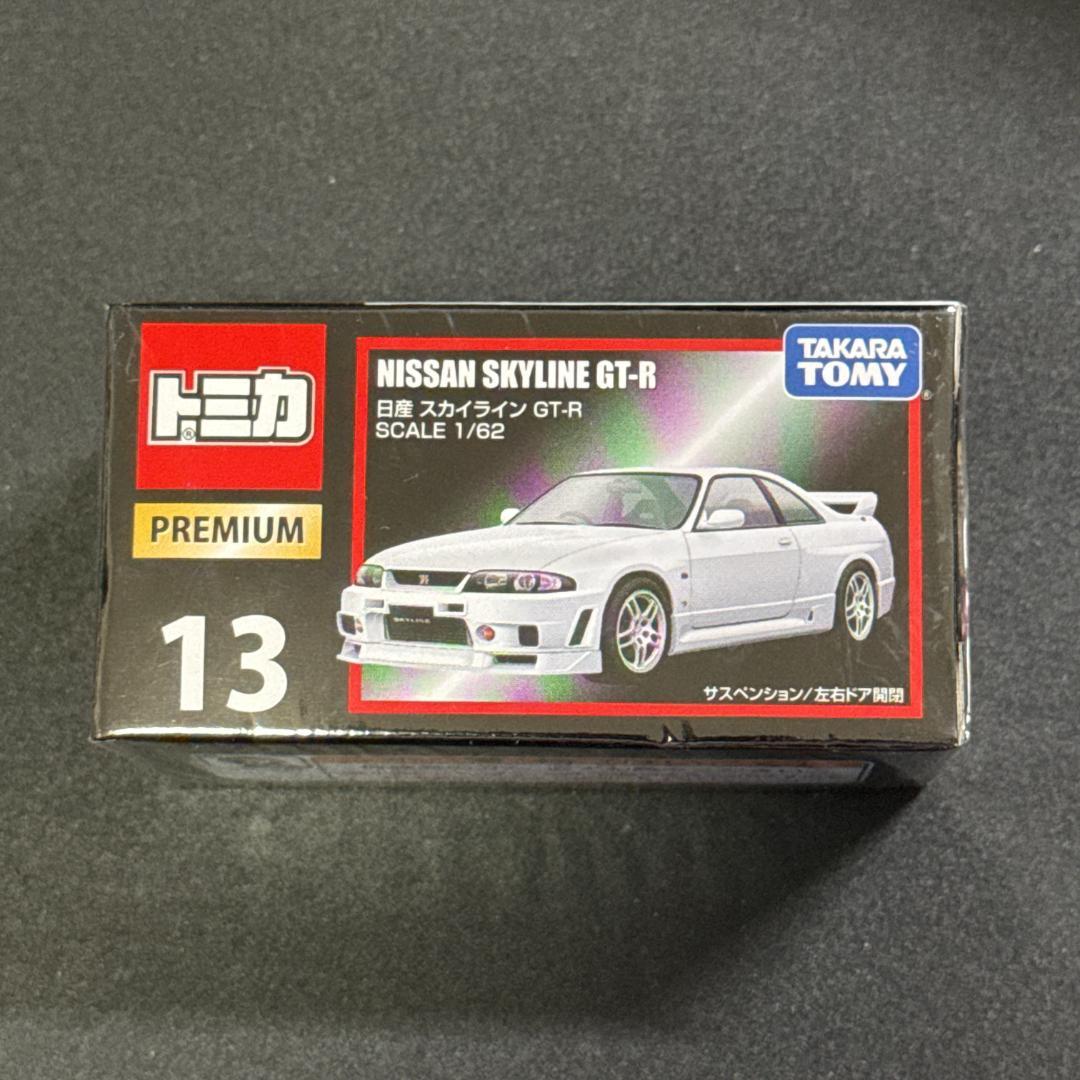 トミカ®
PREMIUM
13
NISSAN SKYLINE GT-R
日産 スカイライン GT-R
SCALE 1/62
TAKARA
TOMY®
SKYLINE
サスペンション/左右ドア開閉